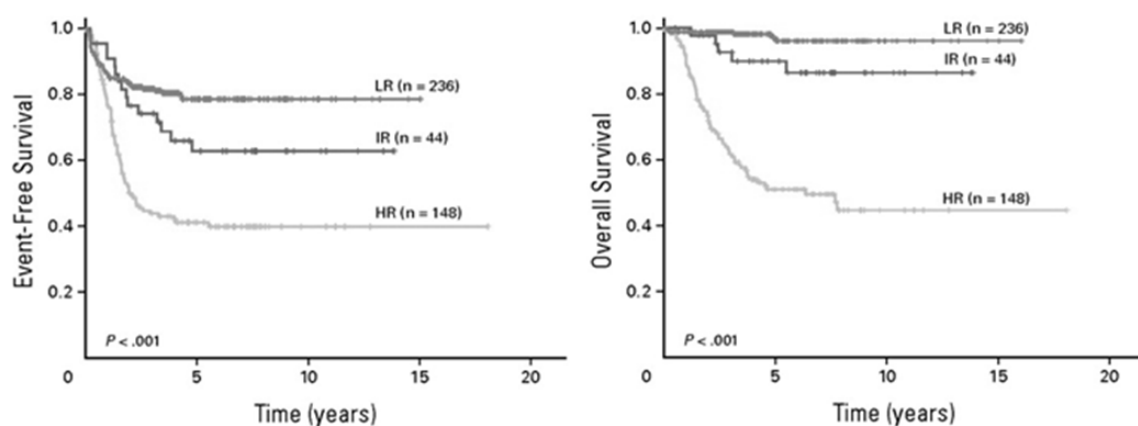 Event-Free Survival
1.0
0.8
0.6
0.4
0.2
0
5
10
15
20
Time (years)
LR (n = 236)
IR (n = 44)
HR (n = 148)
P < .001
Overall Survival
1.0
0.8
0.6
0.4
0.2
0
5
10
15
20
Time (years)
LR (n = 236)
IR (n = 44)
HR (n = 148)
P < .001